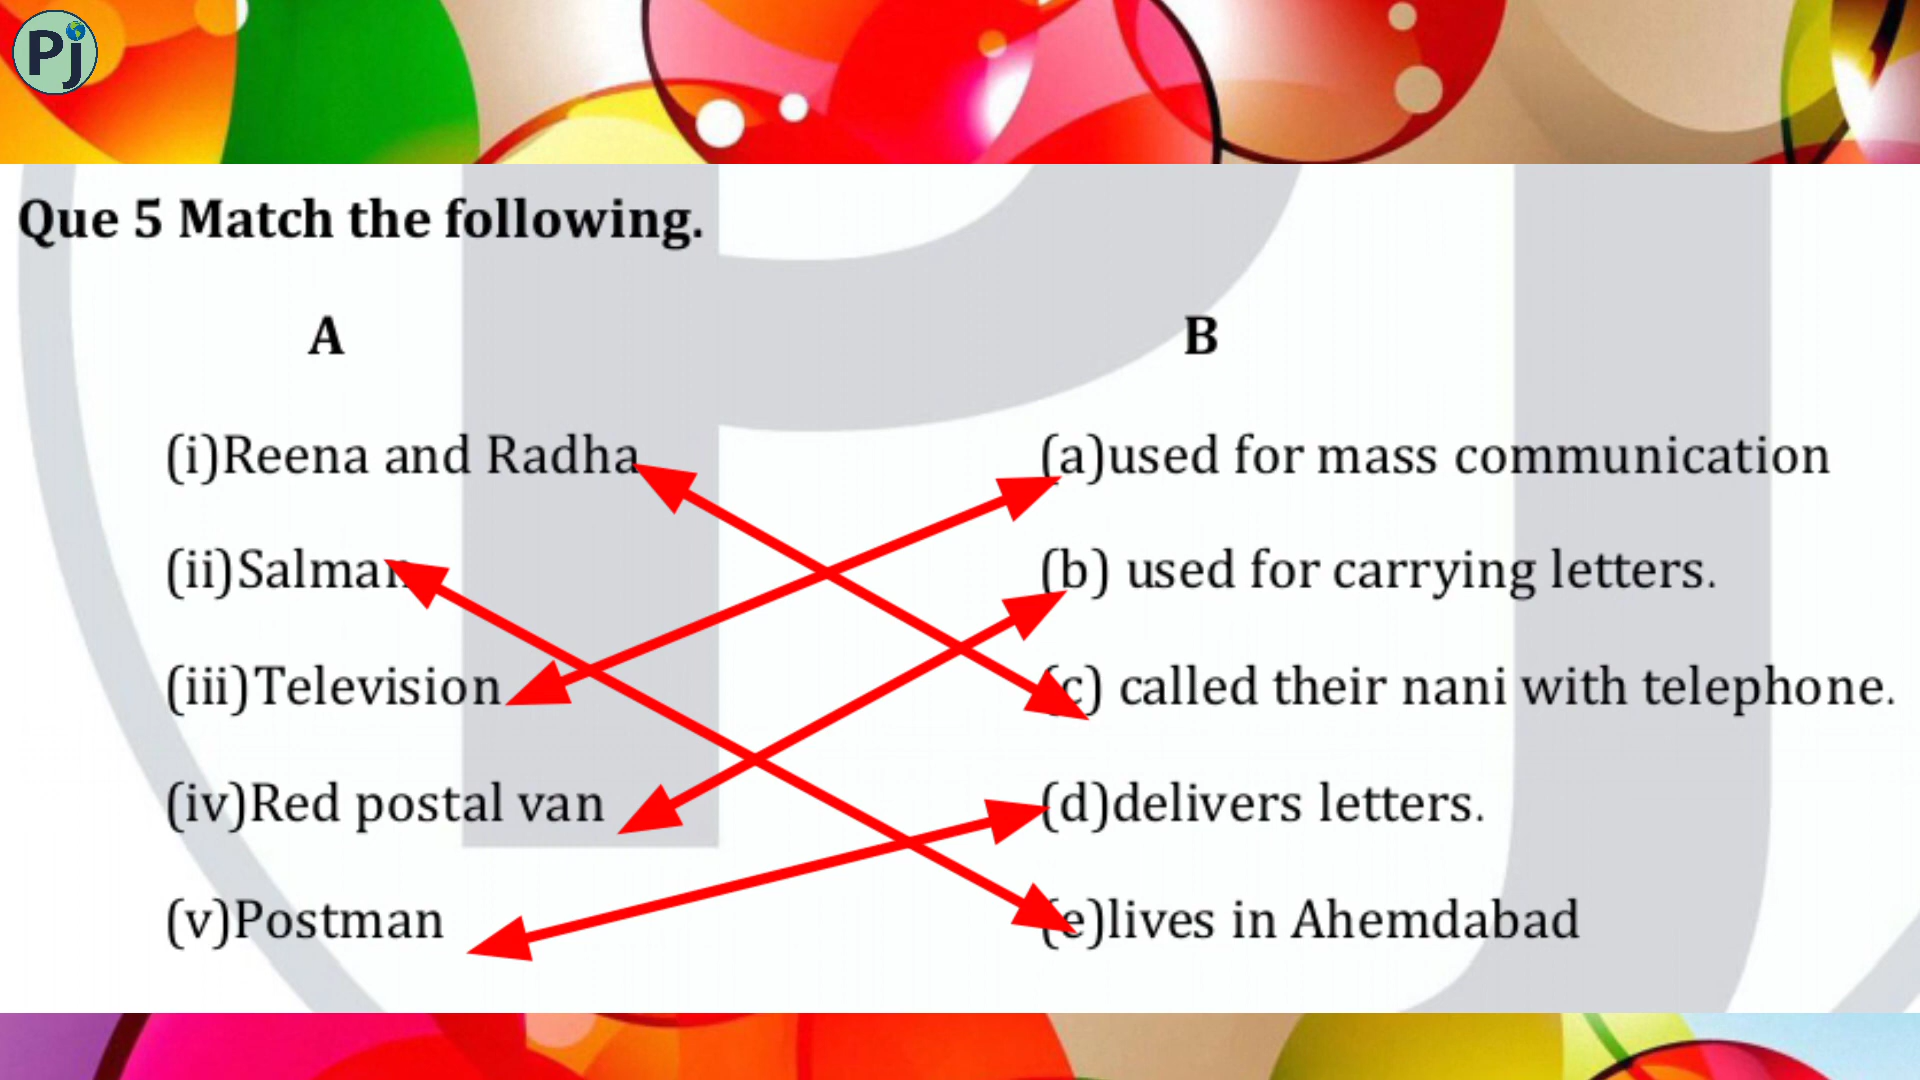 Pj
Que 5 Match the following.
A B
(i)Reena and Radha (a)used for mass communication
(ii)Salman (b) used for carrying letters.
(iii)Television (c) called their nani with telephone.
(iv)Red postal van (d)delivers letters.
(v)Postman (e)lives in Ahemdabad